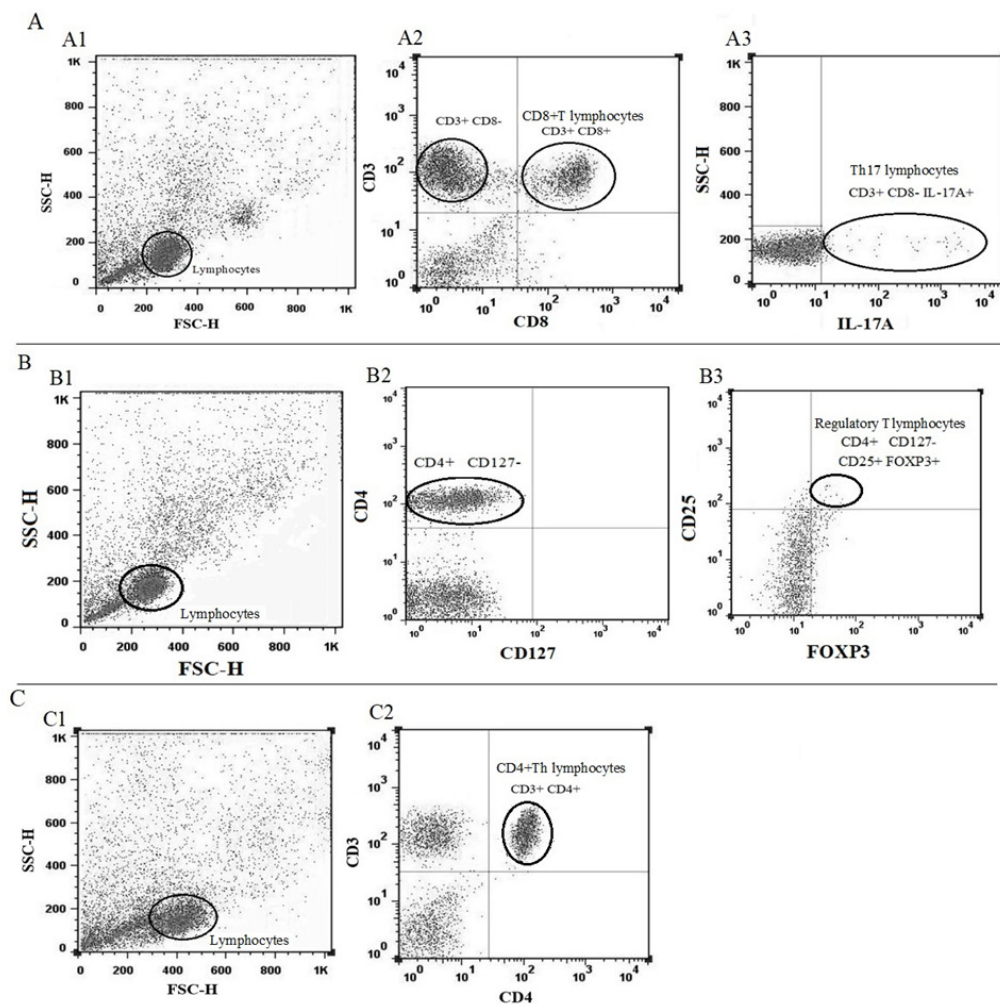 A
A1
1K
800
600
400
200
0
SSC-H
Lymphocytes
0 200 400 600 800 1K
FSC-H
A2
10^4
10^3
10^2
10^1
10^0
CD3
CD3+ CD8-
CD8+T lymphocytes
CD3+ CD8+
10^0 10^1 10^2 10^3 10^4
CD8
A3
1K
800
600
400
200
0
SSC-H
Th17 lymphocytes
CD3+ CD8- IL-17A+
10^0 10^1 10^2 10^3 10^4
IL-17A
B
B1
1K
800
600
400
200
0
SSC-H
Lymphocytes
200 400 600 800 1K
FSC-H
B2
10^4
10^3
10^2
10^1
10^0
CD4
CD4+ CD127-
10^0 10^1 10^2 10^3 10^4
CD127
B3
10^4
10^3
10^2
10^1
10^0
CD25
Regulatory T lymphocytes
CD4+ CD127-
CD25+ FOXP3+
10^0 10^1 10^2 10^3 10^4
FOXP3
C
C1
1K
800
600
400
200
0
SSC-H
Lymphocytes
0 200 400 600 800 1K
FSC-H
C2
10^4
10^3
10^2
10^1
10^0
CD3
CD4+Th lymphocytes
CD3+ CD4+
10^0 10^1 10^2 10^3 10^4
CD4